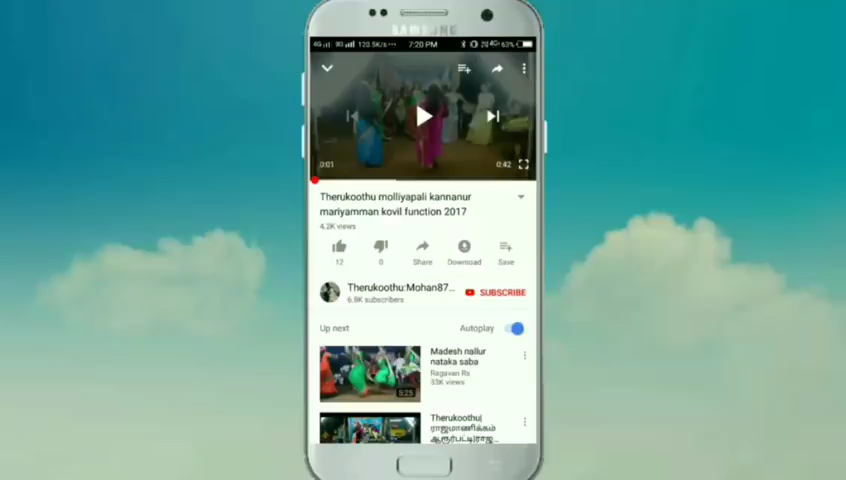 SAMSUNG
7:20 PM
63%
0:01
0:42
Therukoothu molliyapali kannanur
mariyamman kovil function 2017
4.2K views
12
0
Share
Download
Save
Therukoothu:Mohan87...
6.8K subscribers
SUBSCRIBE
Up next
Autoplay
Madesh nallur
nataka saba
Ragavan Rs
33K views
5:25
Therukoothu|
ராஜமாணிக்கம்